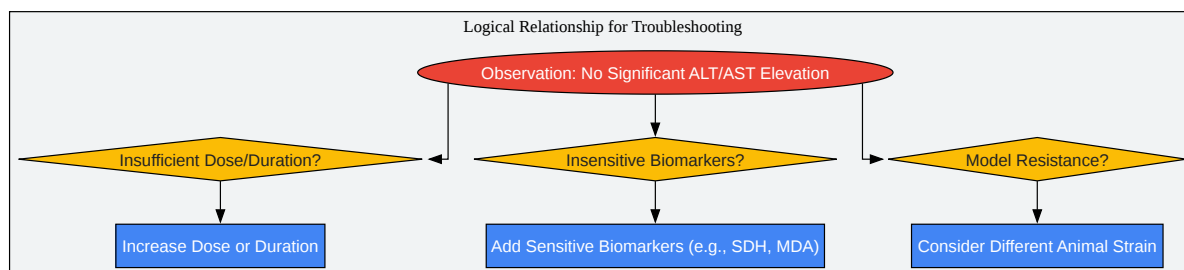 Logical Relationship for Troubleshooting
Observation: No Significant ALT/AST Elevation
Insufficient Dose/Duration?
Insensitive Biomarkers?
Model Resistance?
Increase Dose or Duration
Add Sensitive Biomarkers (e.g., SDH, MDA)
Consider Different Animal Strain